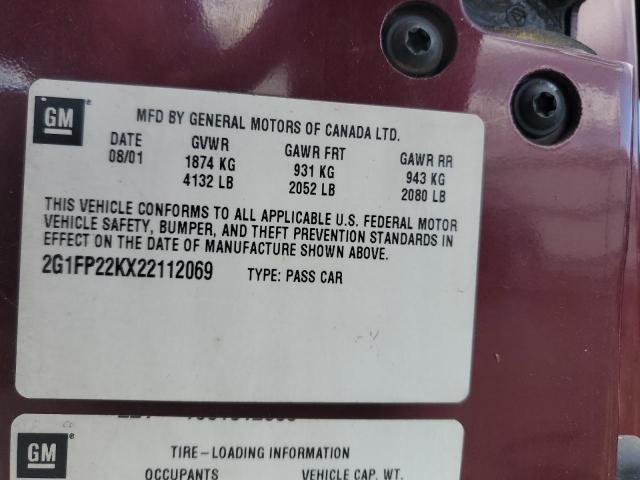 GM
MFD BY GENERAL MOTORS OF CANADA LTD.
DATE GVWR GAWR FRT GAWR RR
08/01 1874 KG 931 KG 943 KG
4132 LB 2052 LB 2080 LB
THIS VEHICLE CONFORMS TO ALL APPLICABLE U.S. FEDERAL MOTOR
VEHICLE SAFETY, BUMPER, AND THEFT PREVENTION STANDARDS IN
EFFECT ON THE DATE OF MANUFACTURE SHOWN ABOVE.
2G1FP22KX22112069 TYPE: PASS CAR
GM
TIRE-LOADING INFORMATION
OCCUPANTS VEHICLE CAP. WT.